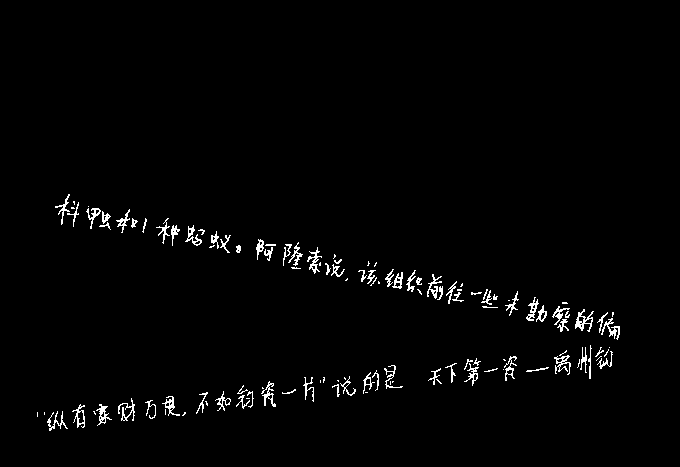 科甲虫和1种蚂蚁。阿隆索说,该组织前往一些未勘察的偏
“纵有家财万贯,不如钧瓷一片”说的是 天下第一瓷—禹州钧